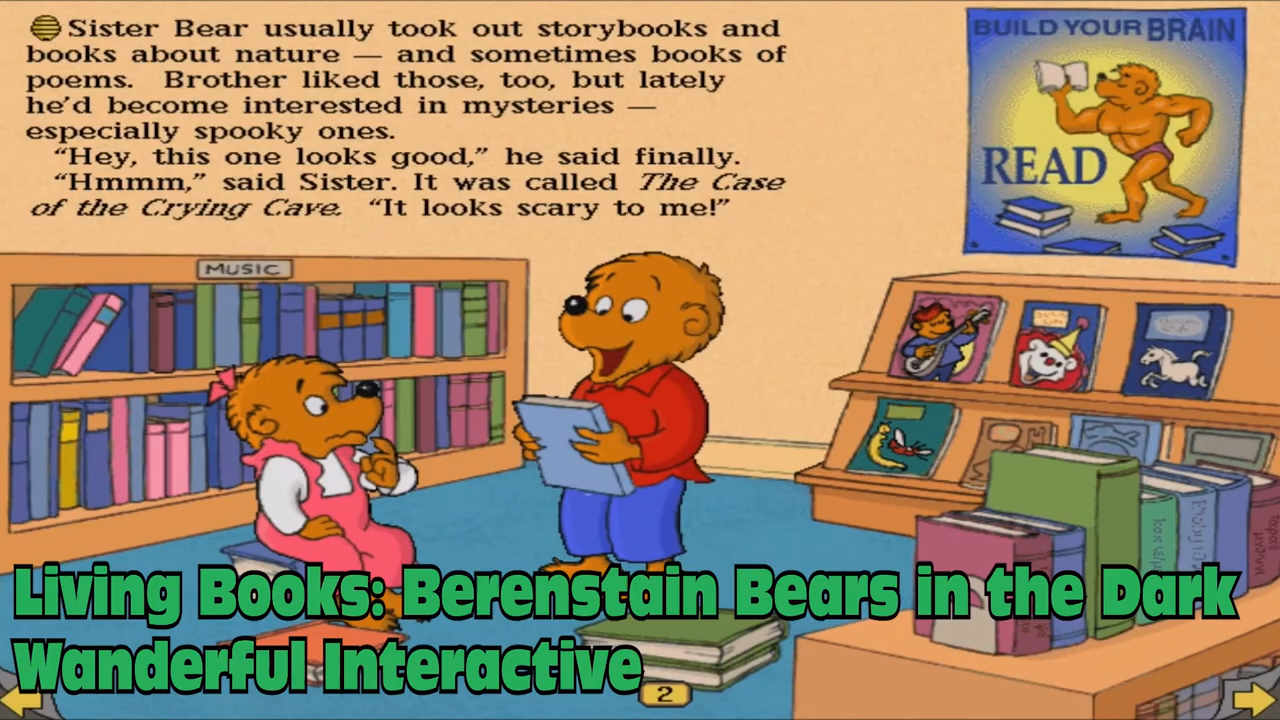 Sister Bear usually took out storybooks and
books about nature — and sometimes books of
poems. Brother liked those, too, but lately
he'd become interested in mysteries —
especially spooky ones.
“Hey, this one looks good,” he said finally.
“Hmmm,” said Sister. It was called The Case
of the Crying Cave. “It looks scary to me!”
BUILD YOUR BRAIN
READ
MUSIC
Living Books: Berenstain Bears in the Dark
Wanderful Interactive
2